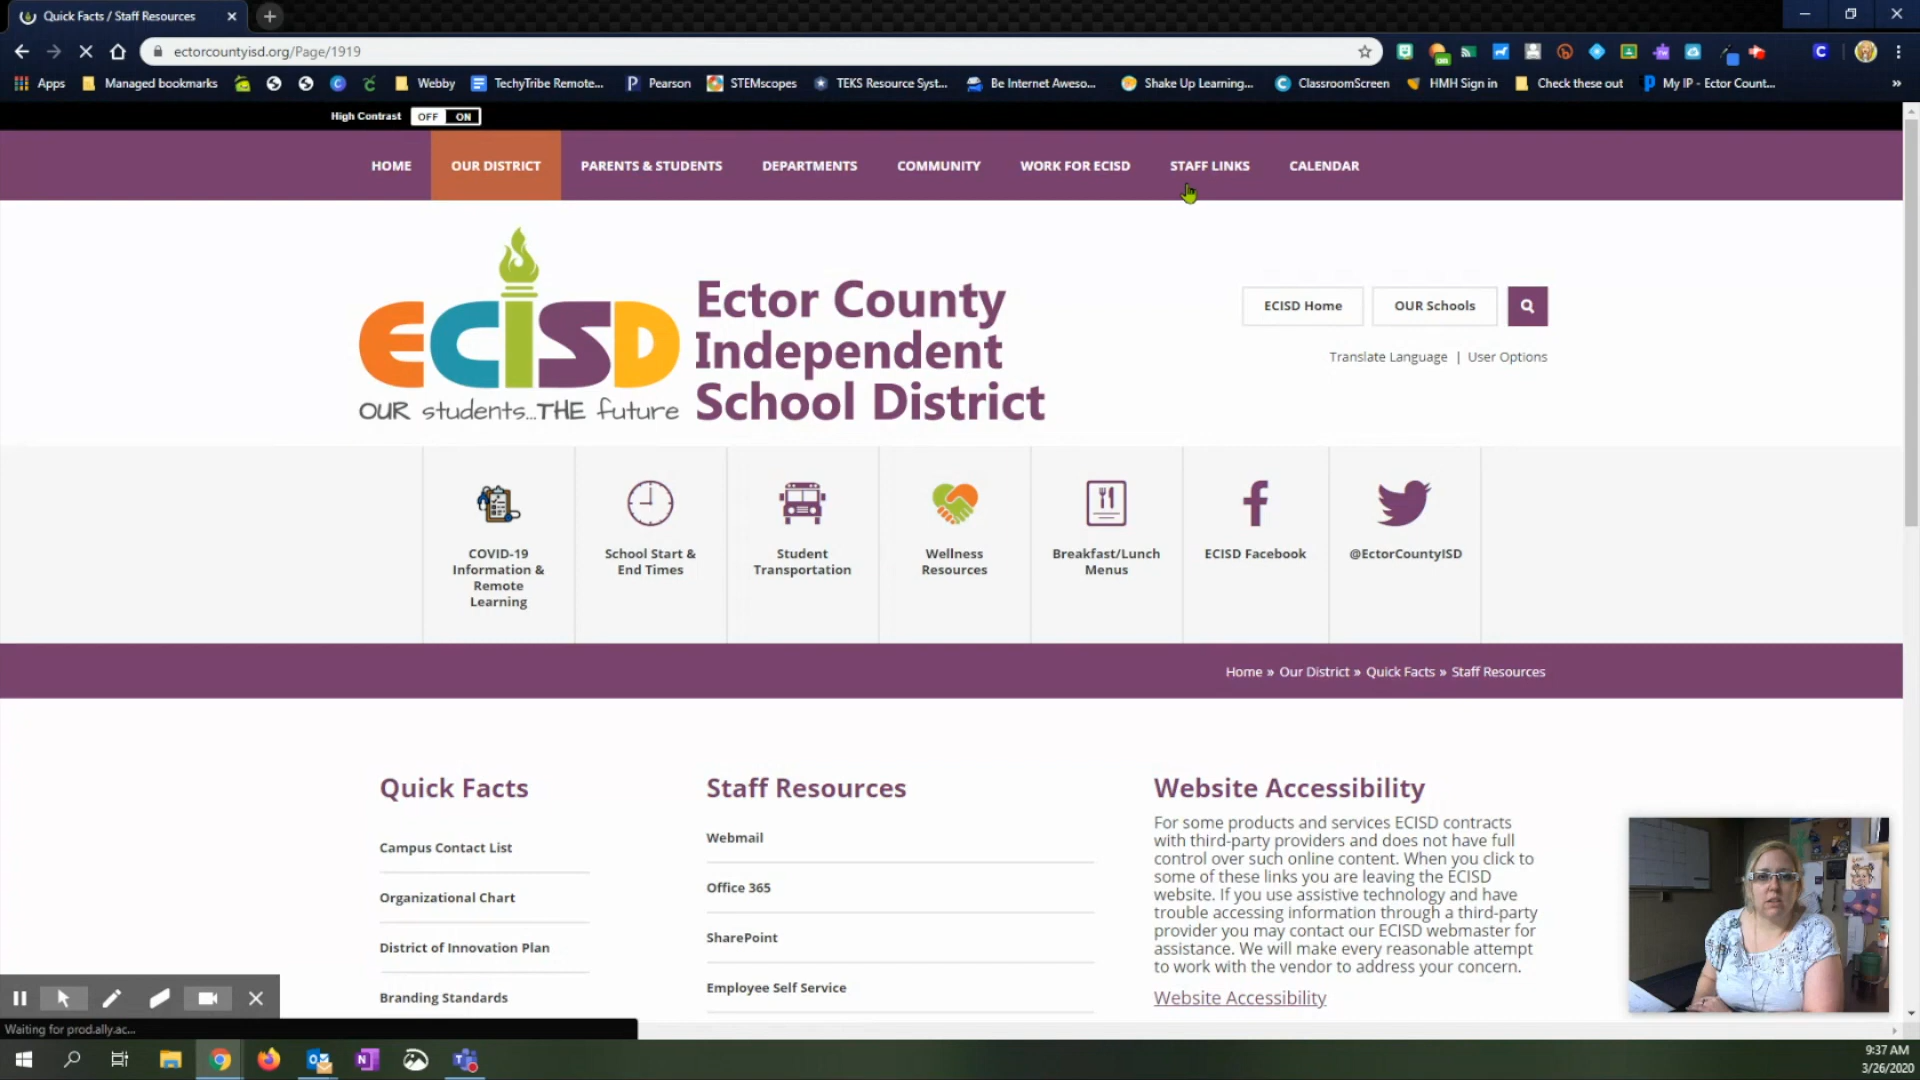 Quick Facts / Staff Resources
ectorcountyisd.org/Page/1919
Apps Managed bookmarks Webby TechyTribe Remote... Pearson STEMscopes TEKS Resource Syst... Be Internet Aweso... Shake Up Learning... ClassroomScreen HMH Sign in Check these out My IP - Ector Count... »
High Contrast OFF ON
HOME OUR DISTRICT PARENTS & STUDENTS DEPARTMENTS COMMUNITY WORK FOR ECISD STAFF LINKS CALENDAR
ECISD
OUR students...THE future
Ector County
Independent
School District
ECISD Home OUR Schools
Translate Language | User Options
COVID-19
Information &
Remote
Learning
School Start &
End Times
Student
Transportation
Wellness
Resources
Breakfast/Lunch
Menus
ECISD Facebook
@EctorCountyISD
Home » Our District » Quick Facts » Staff Resources
Quick Facts
Campus Contact List
Organizational Chart
District of Innovation Plan
Branding Standards
Staff Resources
Webmail
Office 365
SharePoint
Employee Self Service
Website Accessibility
For some products and services ECISD contracts
with third-party providers and does not have full
control over such online content. When you click to
some of these links you are leaving the ECISD
website. If you use assistive technology and have
trouble accessing information through a third-party
provider you may contact our ECISD webmaster for
assistance. We will make every reasonable attempt
to work with the vendor to address your concern.
Website Accessibility
Waiting for prod.ally.ac...
9:37 AM
3/26/2020